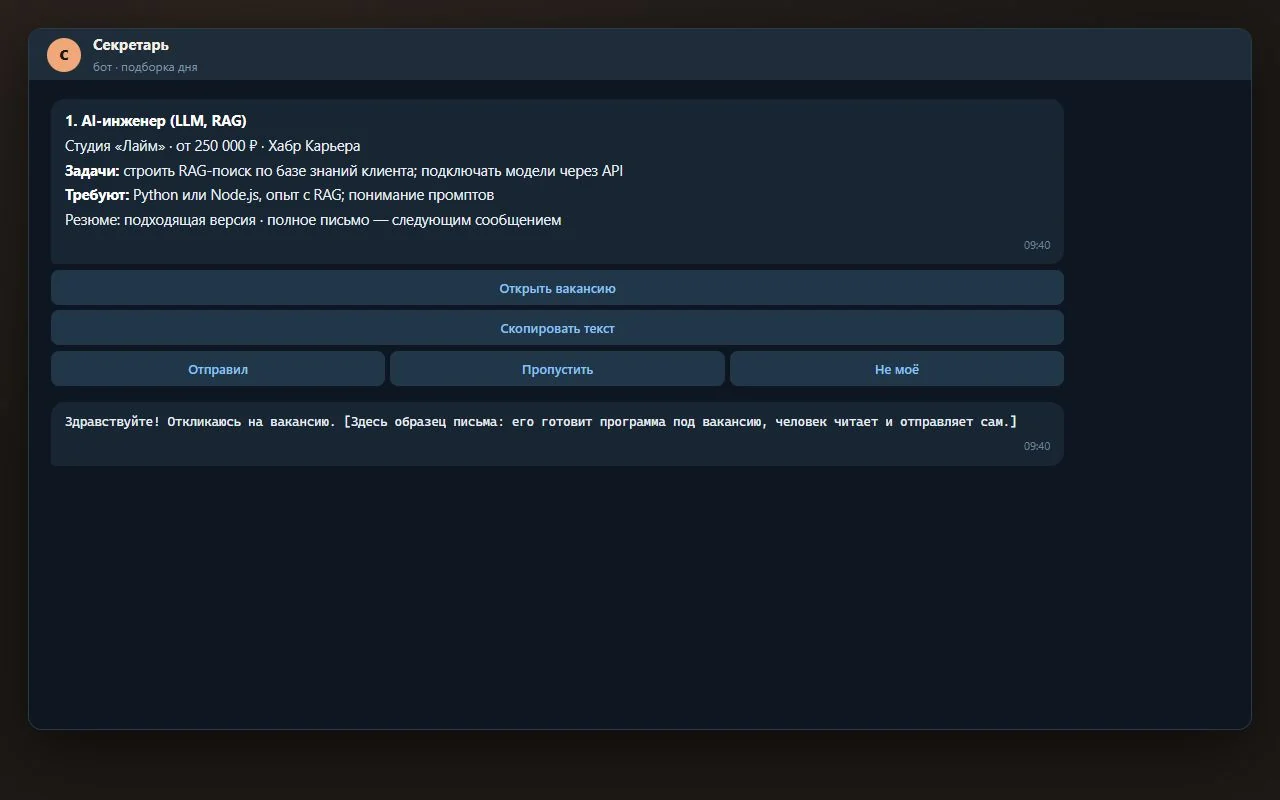 С
Секретарь
бот · подборка дня
1. AI-инженер (LLM, RAG)
Студия «Лайм» · от 250 000 ₽ · Хабр Карьера
Задачи: строить RAG-поиск по базе знаний клиента; подключать модели через API
Требуют: Python или Node.js, опыт с RAG; понимание промптов
Резюме: подходящая версия · полное письмо — следующим сообщением
09:40
Открыть вакансию
Скопировать текст
Отправил
Пропустить
Не моё
Здравствуйте! Откликаюсь на вакансию. [Здесь образец письма: его готовит программа под вакансию, человек читает и отправляет сам.]
09:40